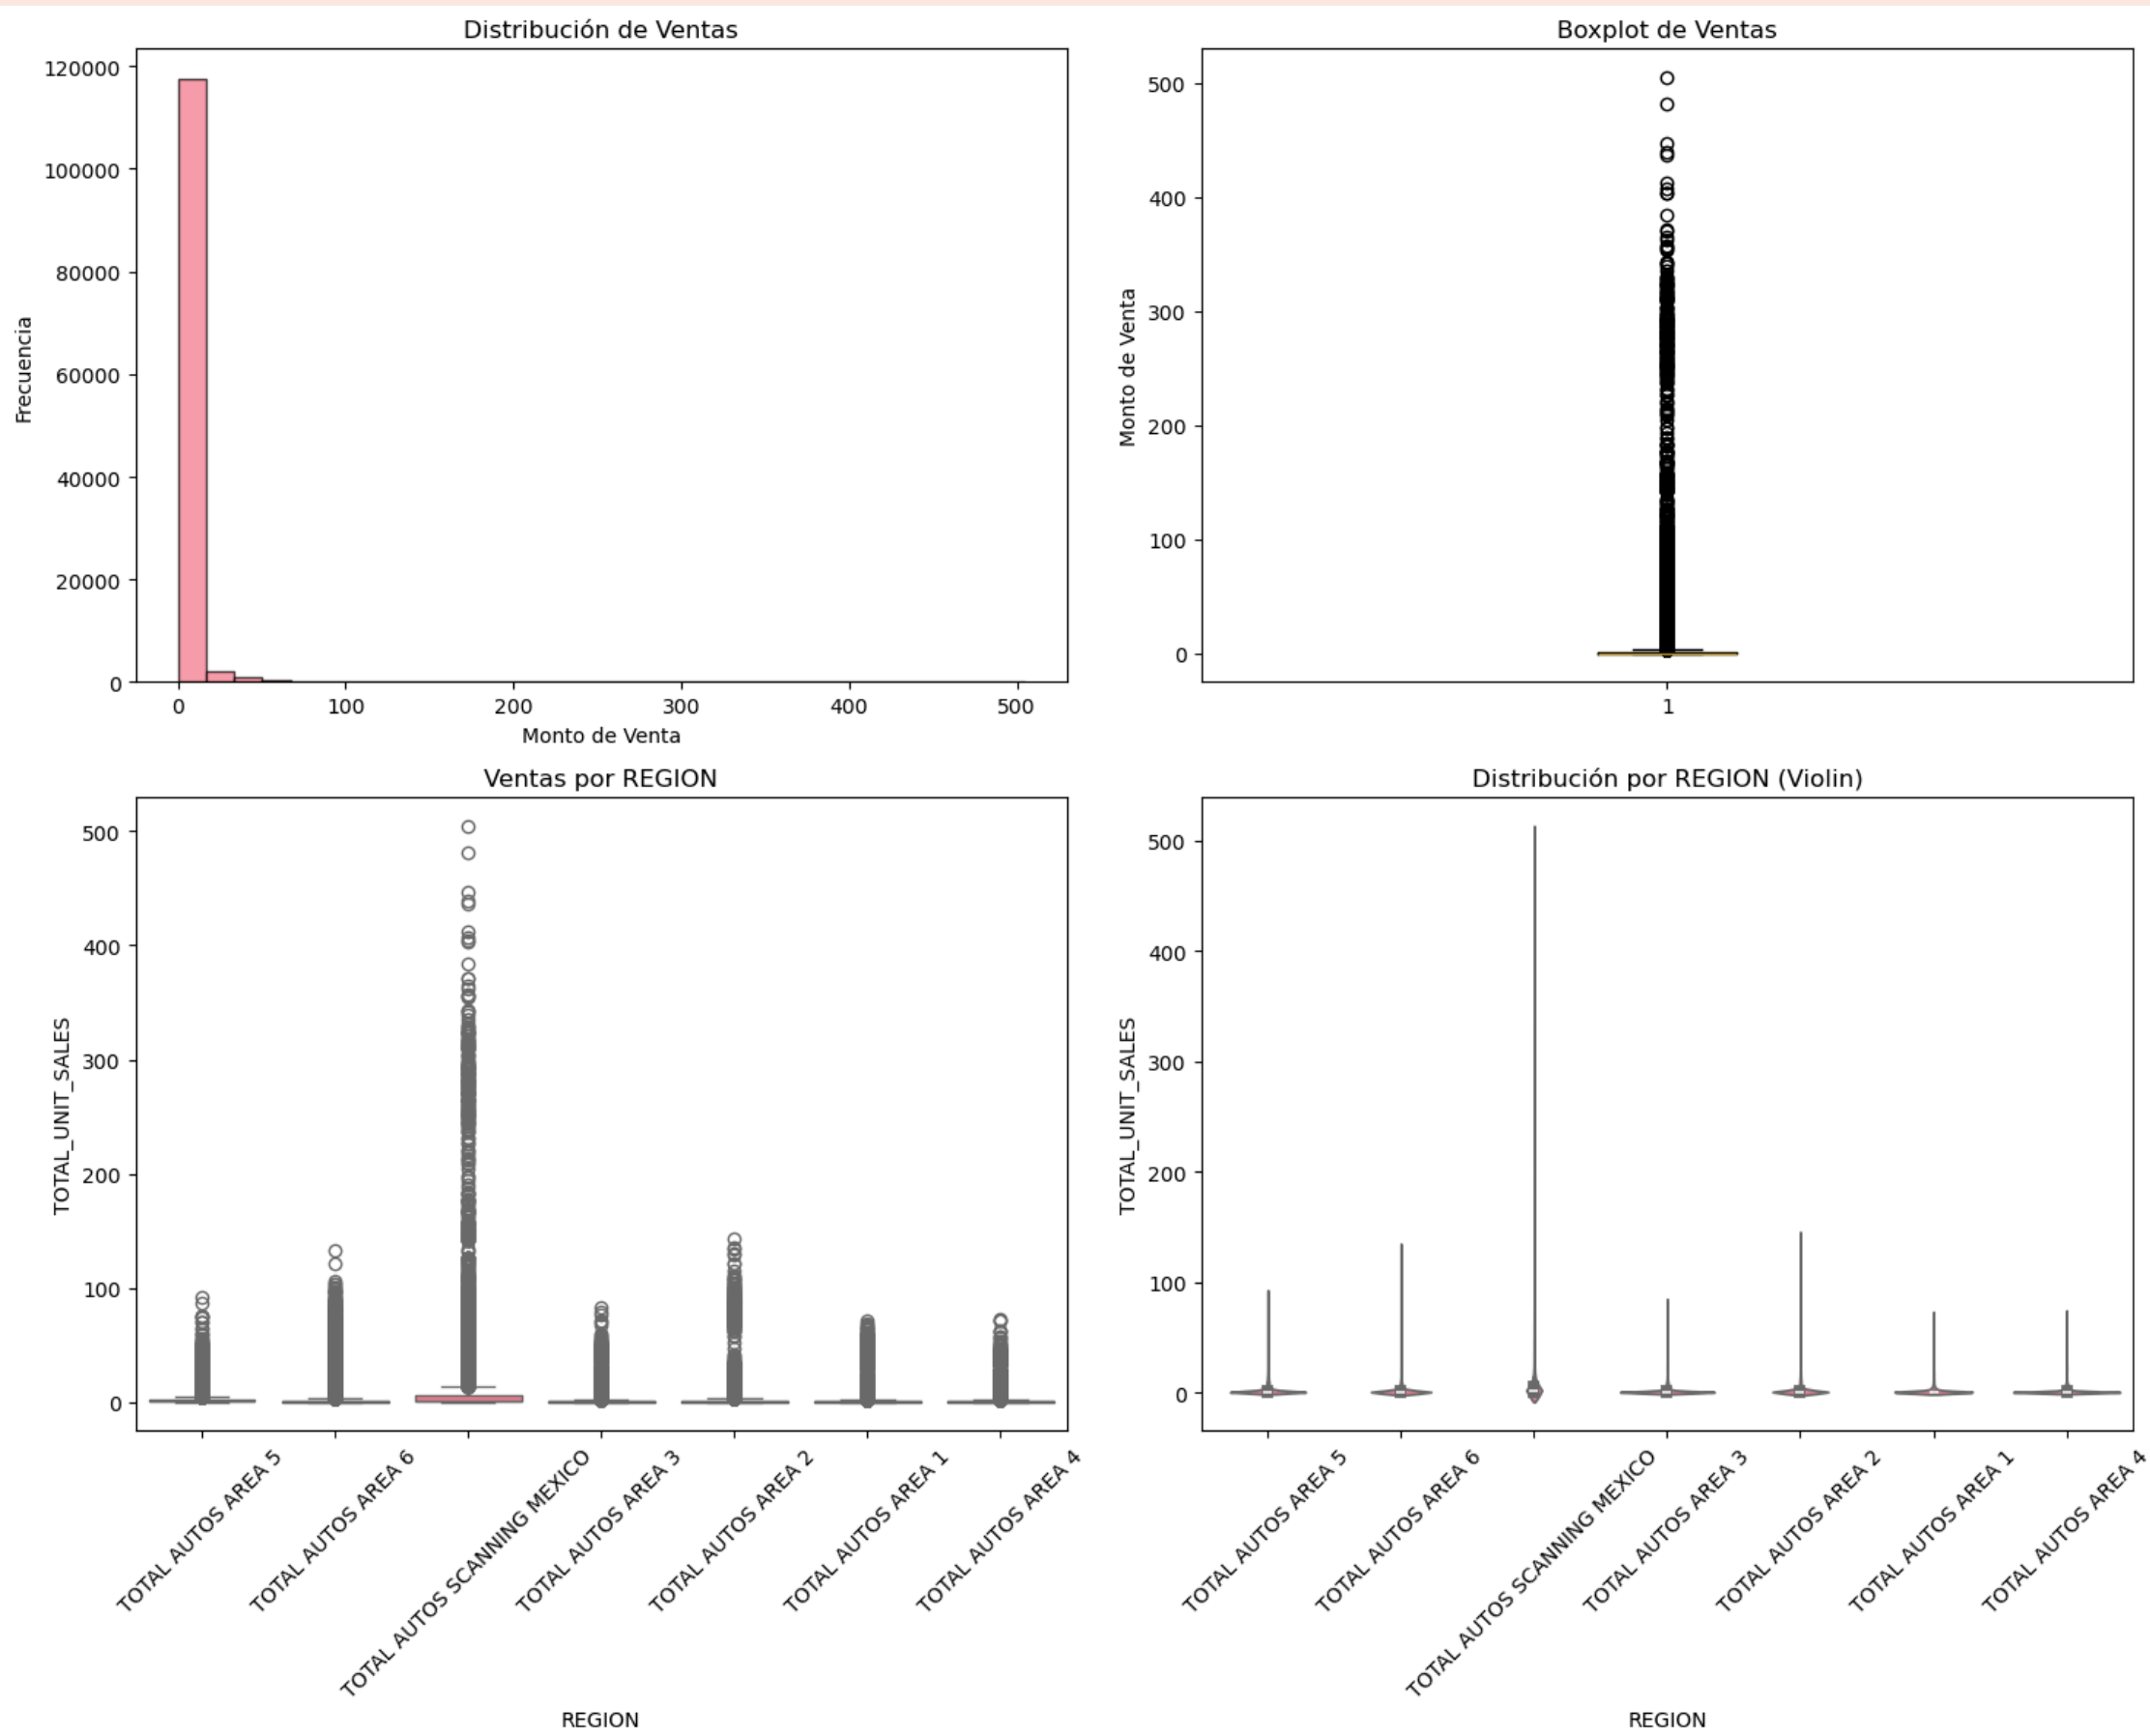 Distribución de Ventas
120000
100000
80000
60000
40000
20000
0
Frecuencia
0 100 200 300 400 500
Monto de Venta
Boxplot de Ventas
500
400
300
200
100
0
Monto de Venta
1
Ventas por REGION
500
400
300
200
100
0
TOTAL_UNIT_SALES
TOTAL AUTOS AREA 5
TOTAL AUTOS AREA 6
TOTAL AUTOS SCANNING MEXICO
TOTAL AUTOS AREA 3
TOTAL AUTOS AREA 2
TOTAL AUTOS AREA 1
TOTAL AUTOS AREA 4
REGION
Distribución por REGION (Violin)
500
400
300
200
100
0
TOTAL_UNIT_SALES
TOTAL AUTOS AREA 5
TOTAL AUTOS AREA 6
TOTAL AUTOS SCANNING MEXICO
TOTAL AUTOS AREA 3
TOTAL AUTOS AREA 2
TOTAL AUTOS AREA 1
TOTAL AUTOS AREA 4
REGION